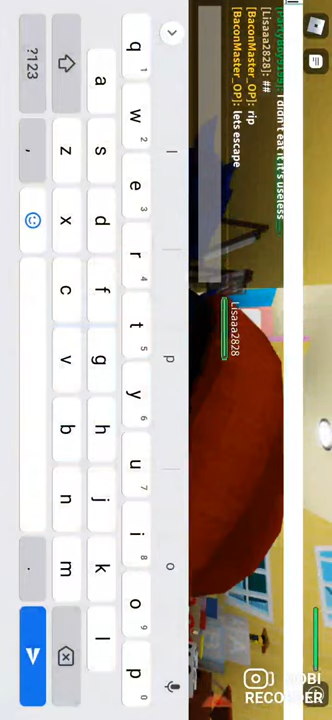 I didn't eat it it's useless
[Lisaaa2828]: ##
[BaconMaster_OP]: rip
[BaconMaster_OP]: lets escape
Lisaaa2828
I p o
q 1 w 2 e 3 r 4 t 5 y 6 u 7 i 8 o 9 p 0
a s d f g h j k l
z x c v b n m
?123 , .
RECORDER